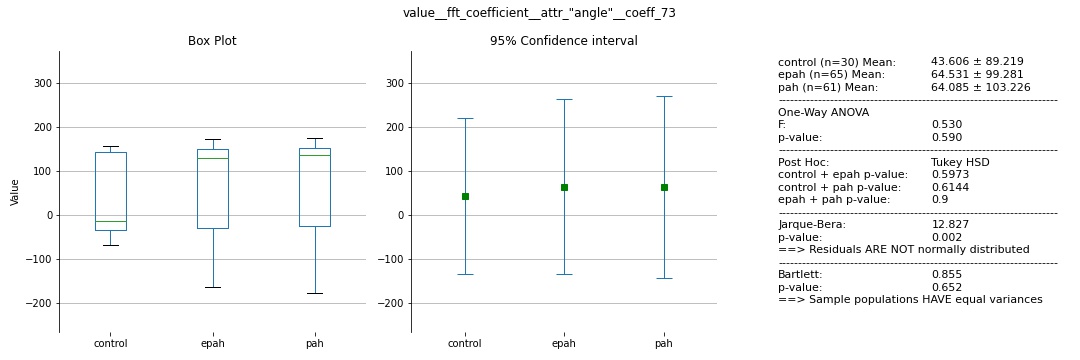 value__fft_coefficient__attr_"angle"__coeff_73
Box Plot
Value
300
200
100
0
−100
−200
control
epah
pah
95% Confidence interval
300
200
100
0
−100
−200
control
epah
pah
control (n=30) Mean: 43.606 ± 89.219
epah (n=65) Mean: 64.531 ± 99.281
pah (n=61) Mean: 64.085 ± 103.226
One-Way ANOVA
F: 0.530
p-value: 0.590
Post Hoc: Tukey HSD
control + epah p-value: 0.5973
control + pah p-value: 0.6144
epah + pah p-value: 0.9
Jarque-Bera: 12.827
p-value: 0.002
==> Residuals ARE NOT normally distributed
Bartlett: 0.855
p-value: 0.652
==> Sample populations HAVE equal variances